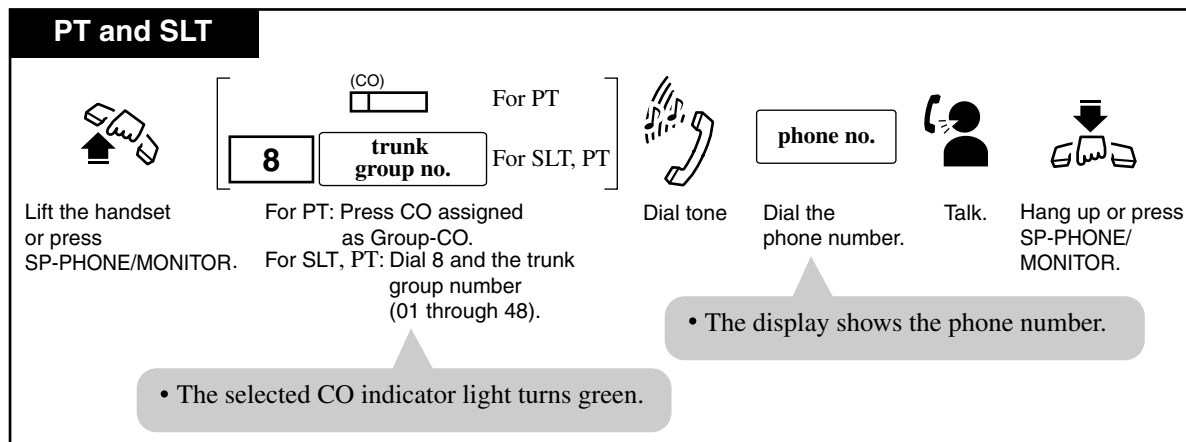 PT and SLT
(CO)
For PT
8
trunk
group no.
For SLT, PT
Lift the handset
or press
SP-PHONE/MONITOR.
For PT: Press CO assigned
as Group-CO.
For SLT, PT: Dial 8 and the trunk
group number
(01 through 48).
Dial tone
phone no.
Dial the
phone number.
Talk.
Hang up or press
SP-PHONE/
MONITOR.
• The display shows the phone number.
• The selected CO indicator light turns green.